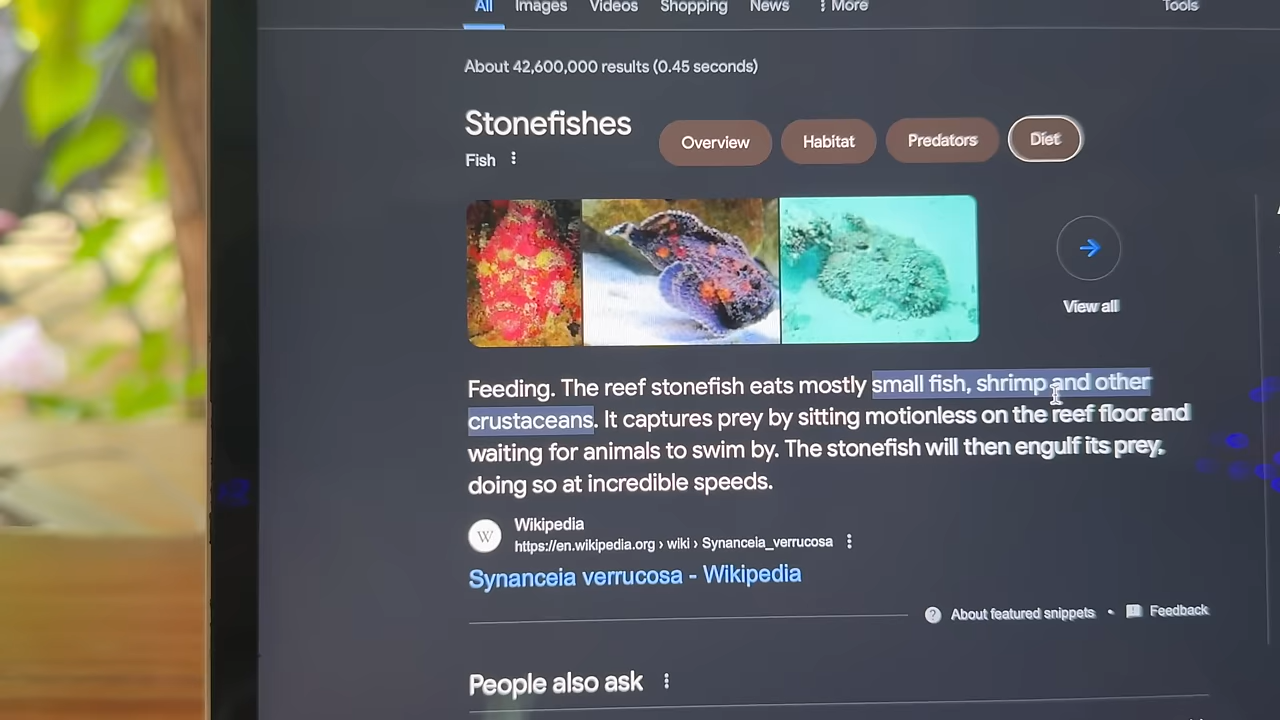 All Images Videos Shopping News More Tools
About 42,600,000 results (0.45 seconds)
Stonefishes
Fish
Overview Habitat Predators Diet
View all
Feeding. The reef stonefish eats mostly small fish, shrimp and other
crustaceans. It captures prey by sitting motionless on the reef floor and
waiting for animals to swim by. The stonefish will then engulf its prey,
doing so at incredible speeds.
W
Wikipedia
https://en.wikipedia.org › wiki › Synanceia_verrucosa
Synanceia verrucosa - Wikipedia
About featured snippets • Feedback
People also ask